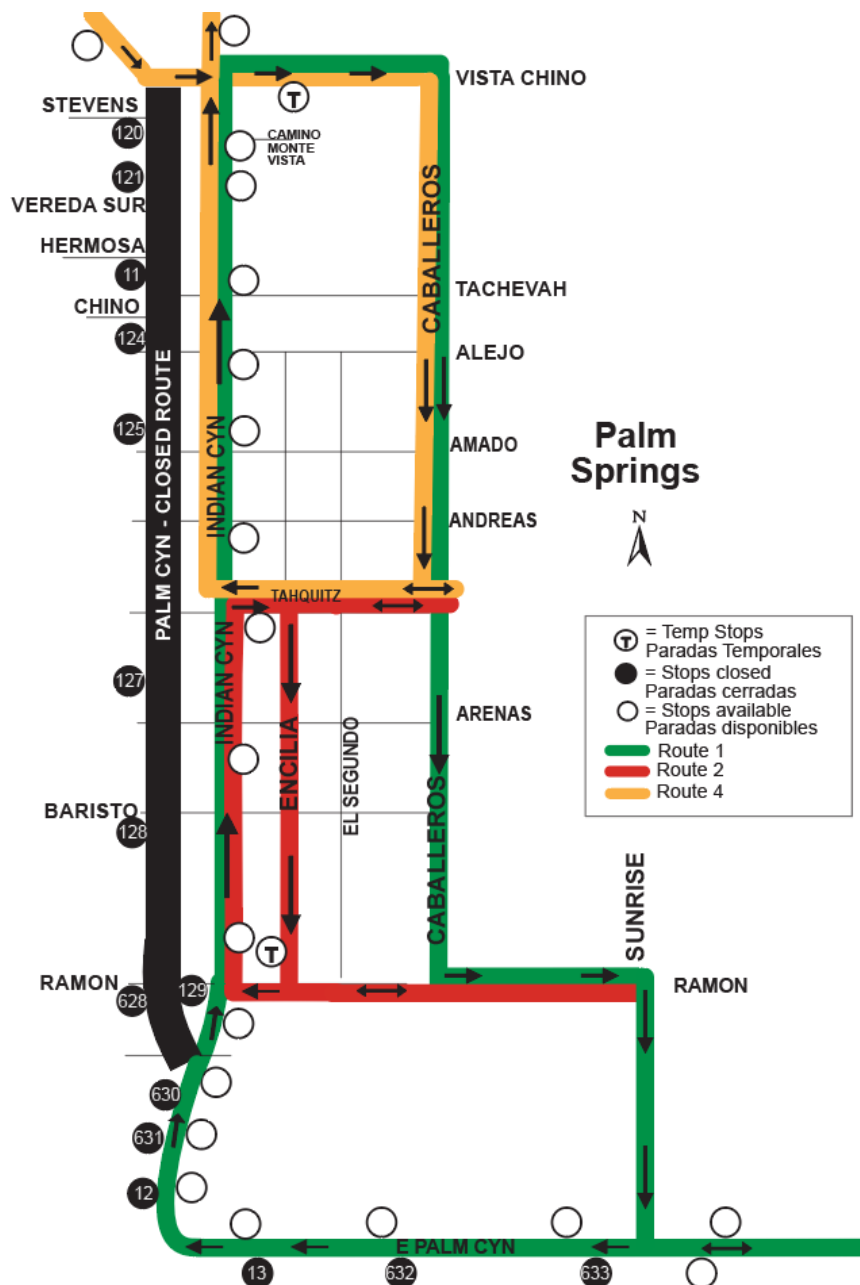 VISTA CHINO
STEVENS
T
120
CAMINO
MONTE
VISTA
121
VEREDA SUR
CABALLEROS
HERMOSA
11
TACHEVAH
CHINO
124
ALEJO
PALM CYN - CLOSED ROUTE
INDIAN CYN
125
AMADO
Palm
Springs
ANDREAS
N
TAHQUITZ
T = Temp Stops
Paradas Temporales
= Stops closed
Paradas cerradas
= Stops available
Paradas disponibles
Route 1
Route 2
Route 4
127
INDIAN CYN
ENCILIA
EL SEGUNDO
ARENAS
CABALLEROS
BARISTO
128
SUNRISE
T
RAMON
628
129
RAMON
630
631
12
E PALM CYN
13
632
633